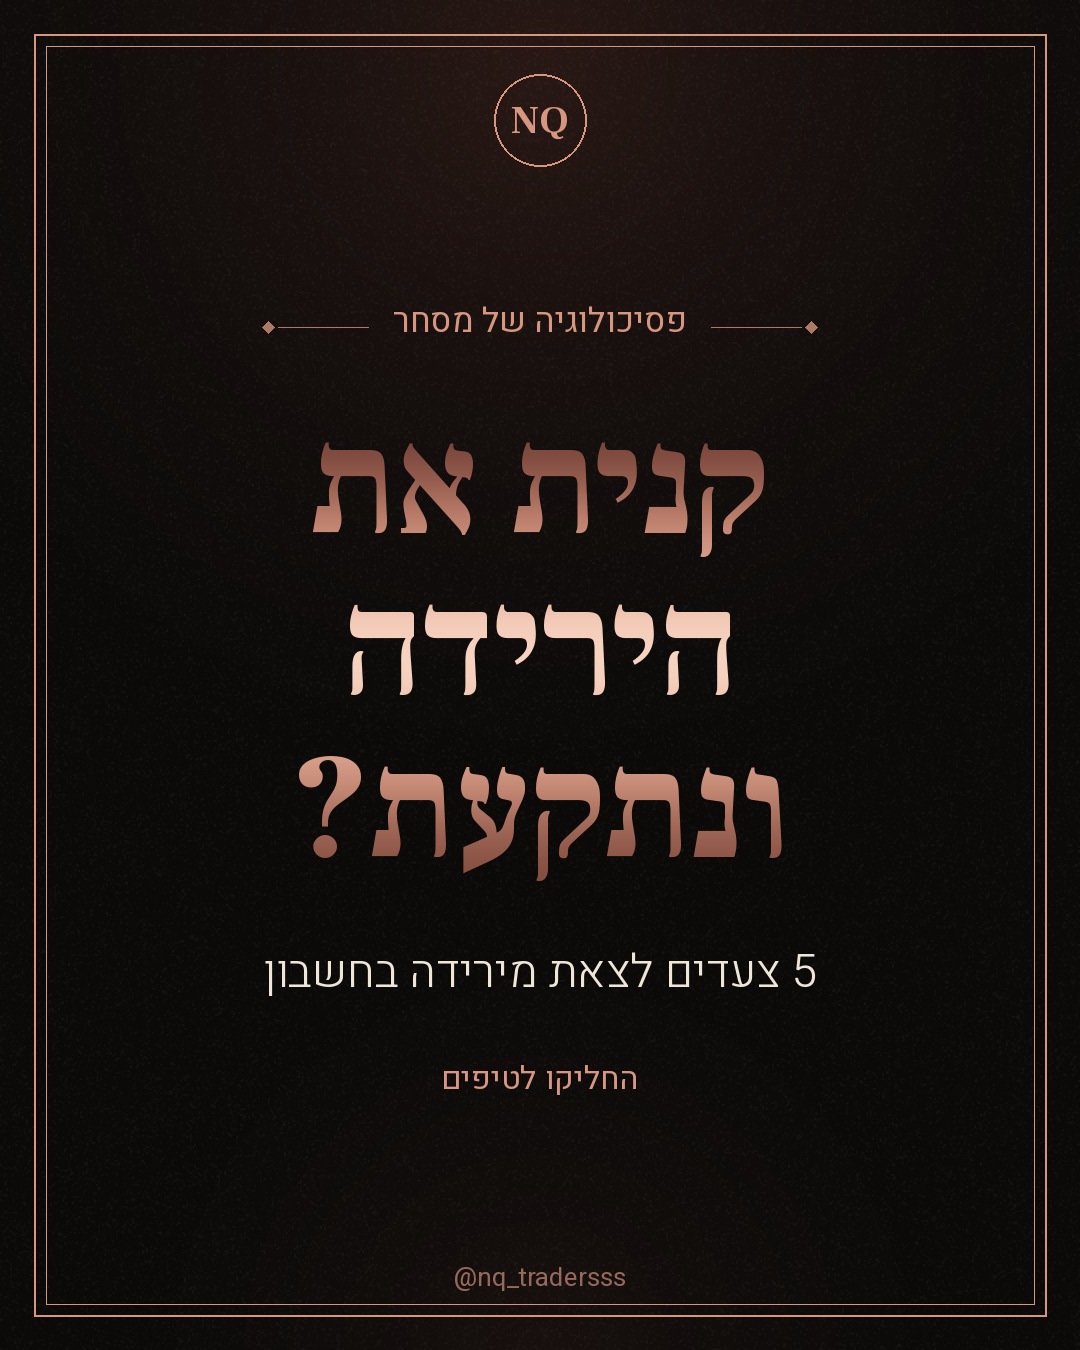 NQ
פסיכולוגיה של מסחר
קנית את
הירידה
ונתקעת?
5 צעדים לצאת מירידה בחשבון
החליקו לטיפים
@nq_tradersss